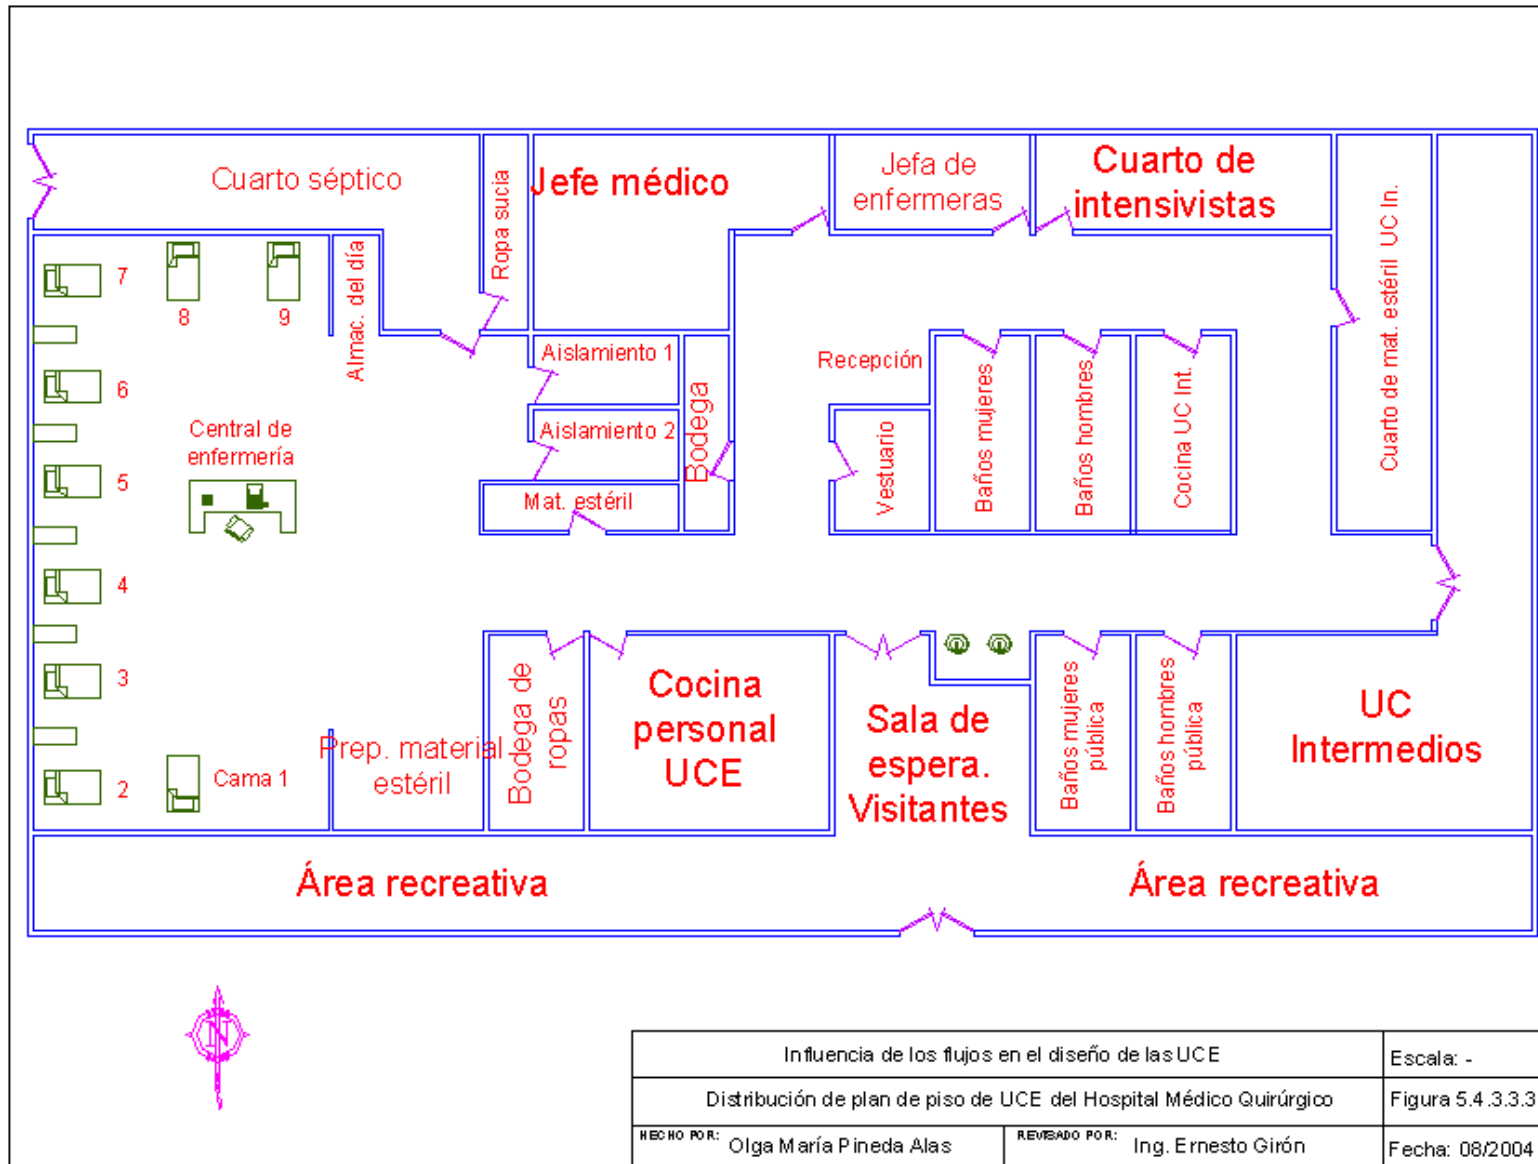 Cuarto séptico
Ropa sucia
Jefe médico
Jefa de
enfermeras
Cuarto de
intensivistas
Cuarto de mat. estéril UC In.
7
8
9
Almac. del día
6
Aislamiento 1
Aislamiento 2
Bodega
Recepción
Vestuario
Baños mujeres
Baños hombres
Cocina UC Int.
Central de
enfermería
5
Mat. estéril
4
3
2
Cama 1
Prep. material
estéril
Bodega de
ropas
Cocina
personal
UCE
Sala de
espera.
Visitantes
Baños mujeres
pública
Baños hombres
pública
UC
Intermedios
Área recreativa
Área recreativa
N
Influencia de los flujos en el diseño de las UCE
Escala: -
Distribución de plan de piso de UCE del Hospital Médico Quirúrgico
Figura 5.4.3.3.3
HECHO POR: Olga María Pineda Alas
REVISADO POR: Ing. Ernesto Girón
Fecha: 08/2004